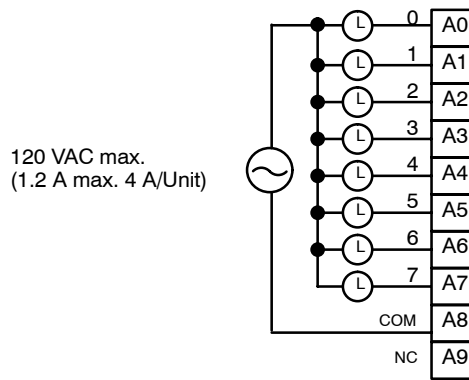 L 0 A0
L 1 A1
L 2 A2
L 3 A3
120 VAC max.
(1.2 A max. 4 A/Unit)
L 4 A4
L 5 A5
L 6 A6
L 7 A7
COM A8
NC A9